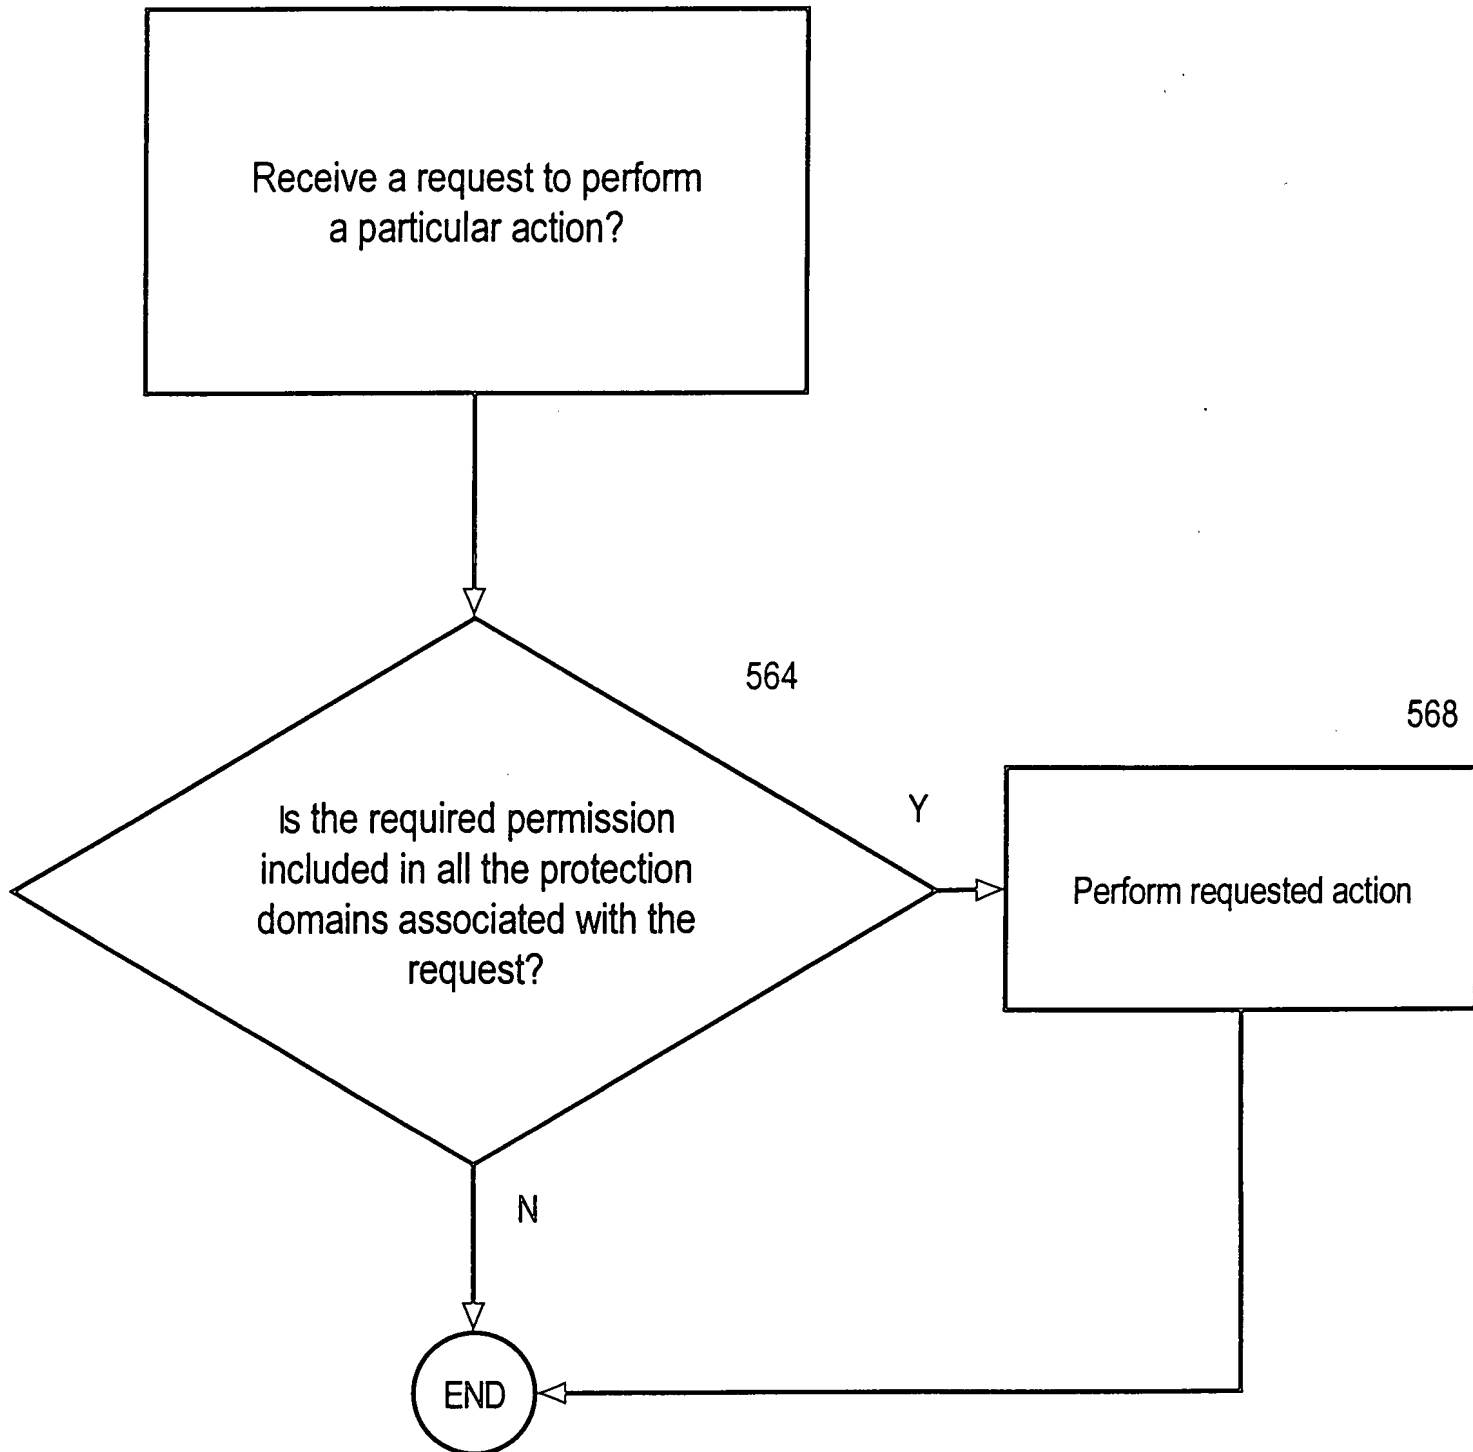 Receive a request to perform
a particular action?
564
568
Is the required permission
included in all the protection
domains associated with the
request?
Y
Perform requested action
N
END